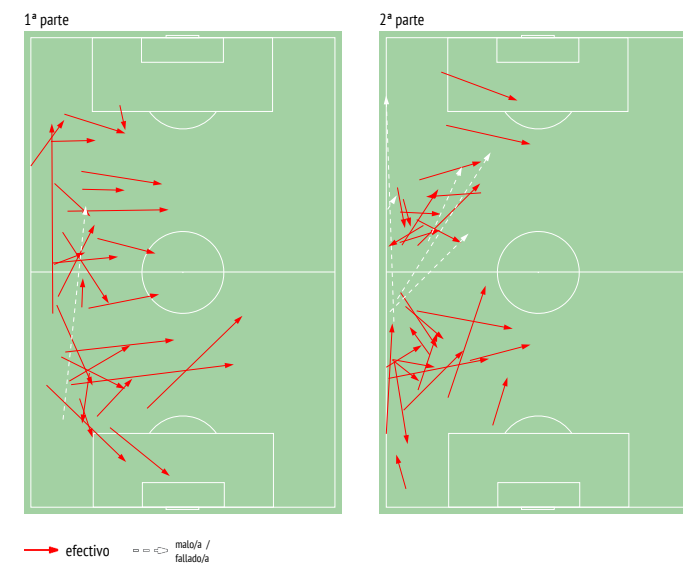 1ª parte
2ª parte
efectivo
malo/a /
fallado/a